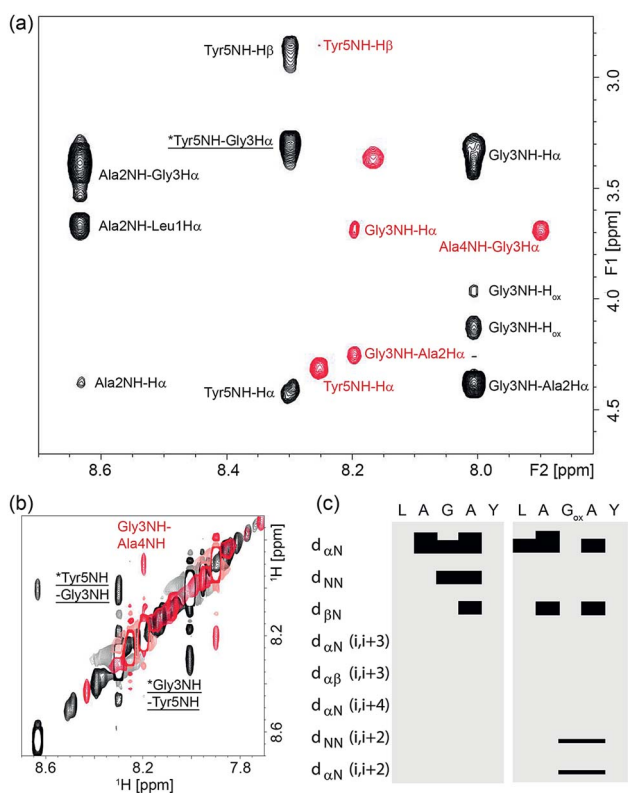 (a)
Tyr5NH-Hβ
Tyr5NH-Hβ
3.0
*Tyr5NH-Gly3Hα
Gly3NH-Hα
Ala2NH-Gly3Hα
3.5
Ala2NH-Leu1Hα
Gly3NH-Hα
Ala4NH-Gly3Hα
F1 [ppm]
Gly3NH-Hox
4.0
Gly3NH-Hox
Gly3NH-Ala2Hα
Ala2NH-Hα
Tyr5NH-Hα
Tyr5NH-Hα
Gly3NH-Ala2Hα
4.5
8.6
8.4
8.2
8.0
F2 [ppm]
(b)
Gly3NH-
Ala4NH
*Tyr5NH
-Gly3NH
*Gly3NH
-Tyr5NH
¹H [ppm]
8.2
8.6
8.6
8.2
7.8
¹H [ppm]
(c)
L A G A Y
L A Gox A Y
dαN
dNN
dβN
dαN (i,i+3)
dαβ (i,i+3)
dαN (i,i+4)
dNN (i,i+2)
dαN (i,i+2)